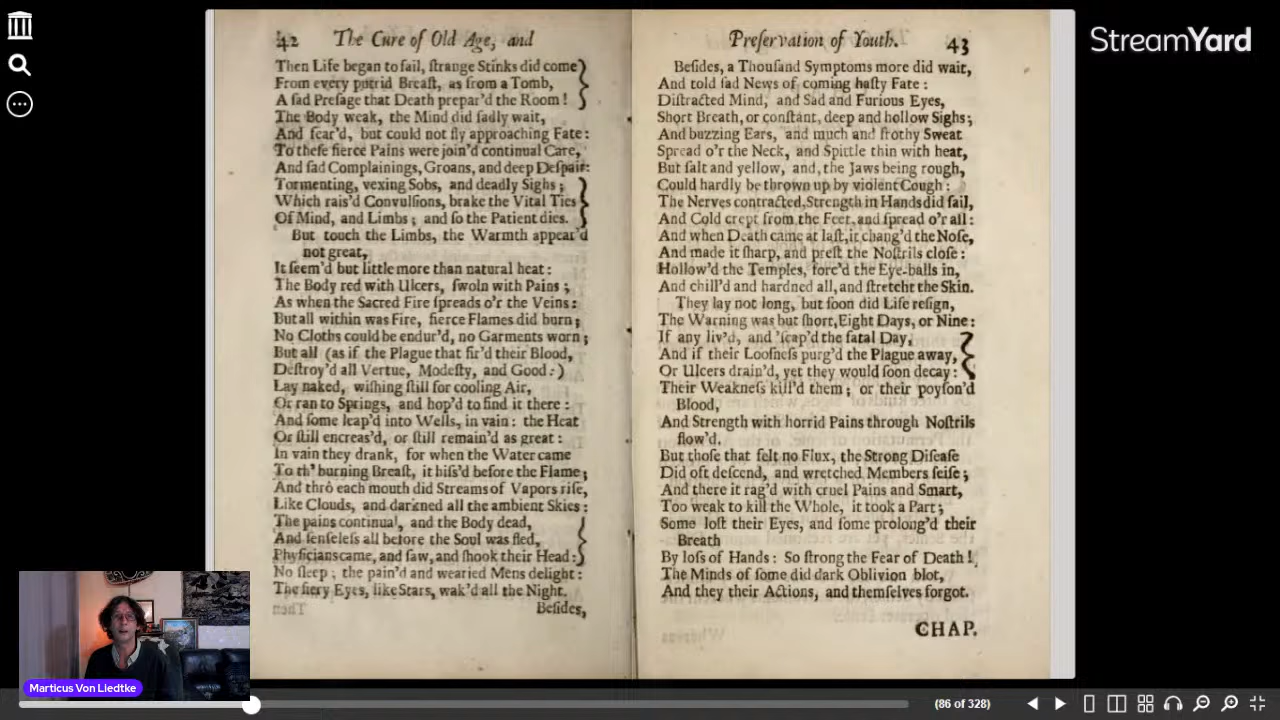 42 The Cure of Old Age, and
Then Life began to fail, ſtrange Stinks did come
From every putrid Breaſt, as from a Tomb,
A ſad Preſage that Death prepar'd the Room !
The Body weak, the Mind did ſadly wait,
And fear'd, but could not fly approaching Fate:
To theſe fierce Pains were join'd continual Care,
And ſad Complainings, Groans, and deep Deſpair:
Tormenting, vexing Sobs, and deadly Sighs ;
Which rais'd Convulſions, brake the Vital Ties
Of Mind, and Limbs ; and ſo the Patient dies.
But touch the Limbs, the Warmth appear'd
not great,
It ſeem'd but little more than natural heat :
The Body red with Ulcers, ſwoln with Pains ;
As when the Sacred Fire ſpreads o'r the Veins :
But all within was Fire, fierce Flames did burn ;
No Cloths could be endur'd, no Garments worn ;
But all (as if the Plague that fir'd their Blood,
Deſtroy'd all Vertue, Modeſty, and Good :)
Lay naked, wiſhing ſtill for cooling Air,
Or ran to Springs, and hop'd to find it there :
And ſome leap'd into Wells, in vain : the Heat
Or ſtill encreas'd, or ſtill remain'd as great :
In vain they drank, for when the Water came
To th' burning Breaſt, it hiſs'd before the Flame ;
And thrô each mouth did Streams of Vapors riſe,
Like Clouds, and darkned all the ambient Skies :
The pains continual, and the Body dead,
And ſenſeleſs all before the Soul was fled,
Phyſicians came, and ſaw, and ſhook their Head :
No ſleep ; the pain'd and wearied Mens delight :
The fiery Eyes, like Stars, wak'd all the Night.
Beſides,
Preſervation of Youth. 43
Beſides, a Thouſand Symptoms more did wait,
And told ſad News of coming haſty Fate :
Diſtracted Mind, and Sad and Furious Eyes,
Short Breath, or conſtant, deep and hollow Sighs ;
And buzzing Ears, and much and frothy Sweat
Spread o'r the Neck, and Spittle thin with heat,
But ſalt and yellow, and, the Jaws being rough,
Could hardly be thrown up by violent Cough :
The Nerves contracted, Strength in Hands did fail,
And Cold crept from the Feet, and ſpread o'r all :
And when Death came at laſt, it chang'd the Noſe,
And made it ſharp, and preſt the Noſtrils cloſe :
Hollow'd the Temples, forc'd the Eye-balls in,
And chill'd and hardned all, and ſtretcht the Skin.
They lay not long, but ſoon did Life reſign,
The Warning was but ſhort, Eight Days, or Nine :
If any liv'd, and 'ſcap'd the fatal Day,
And if their Looſneſs purg'd the Plague away,
Or Ulcers drain'd, yet they would ſoon decay :
Their Weakneſs kill'd them ; or their poyſon'd
Blood,
And Strength with horrid Pains through Noſtrils
flow'd.
But thoſe that felt no Flux, the Strong Diſeaſe
Did oft deſcend, and wretched Members ſeiſe ;
And there it rag'd with cruel Pains and Smart,
Too weak to kill the Whole, it took a Part ;
Some loſt their Eyes, and ſome prolong'd their
Breath
By loſs of Hands : So ſtrong the Fear of Death !
The Minds of ſome did dark Oblivion blot,
And they their Actions, and themſelves forgot.
CHAP.
StreamYard
Marticus Von Liedtke
(86 of 328)